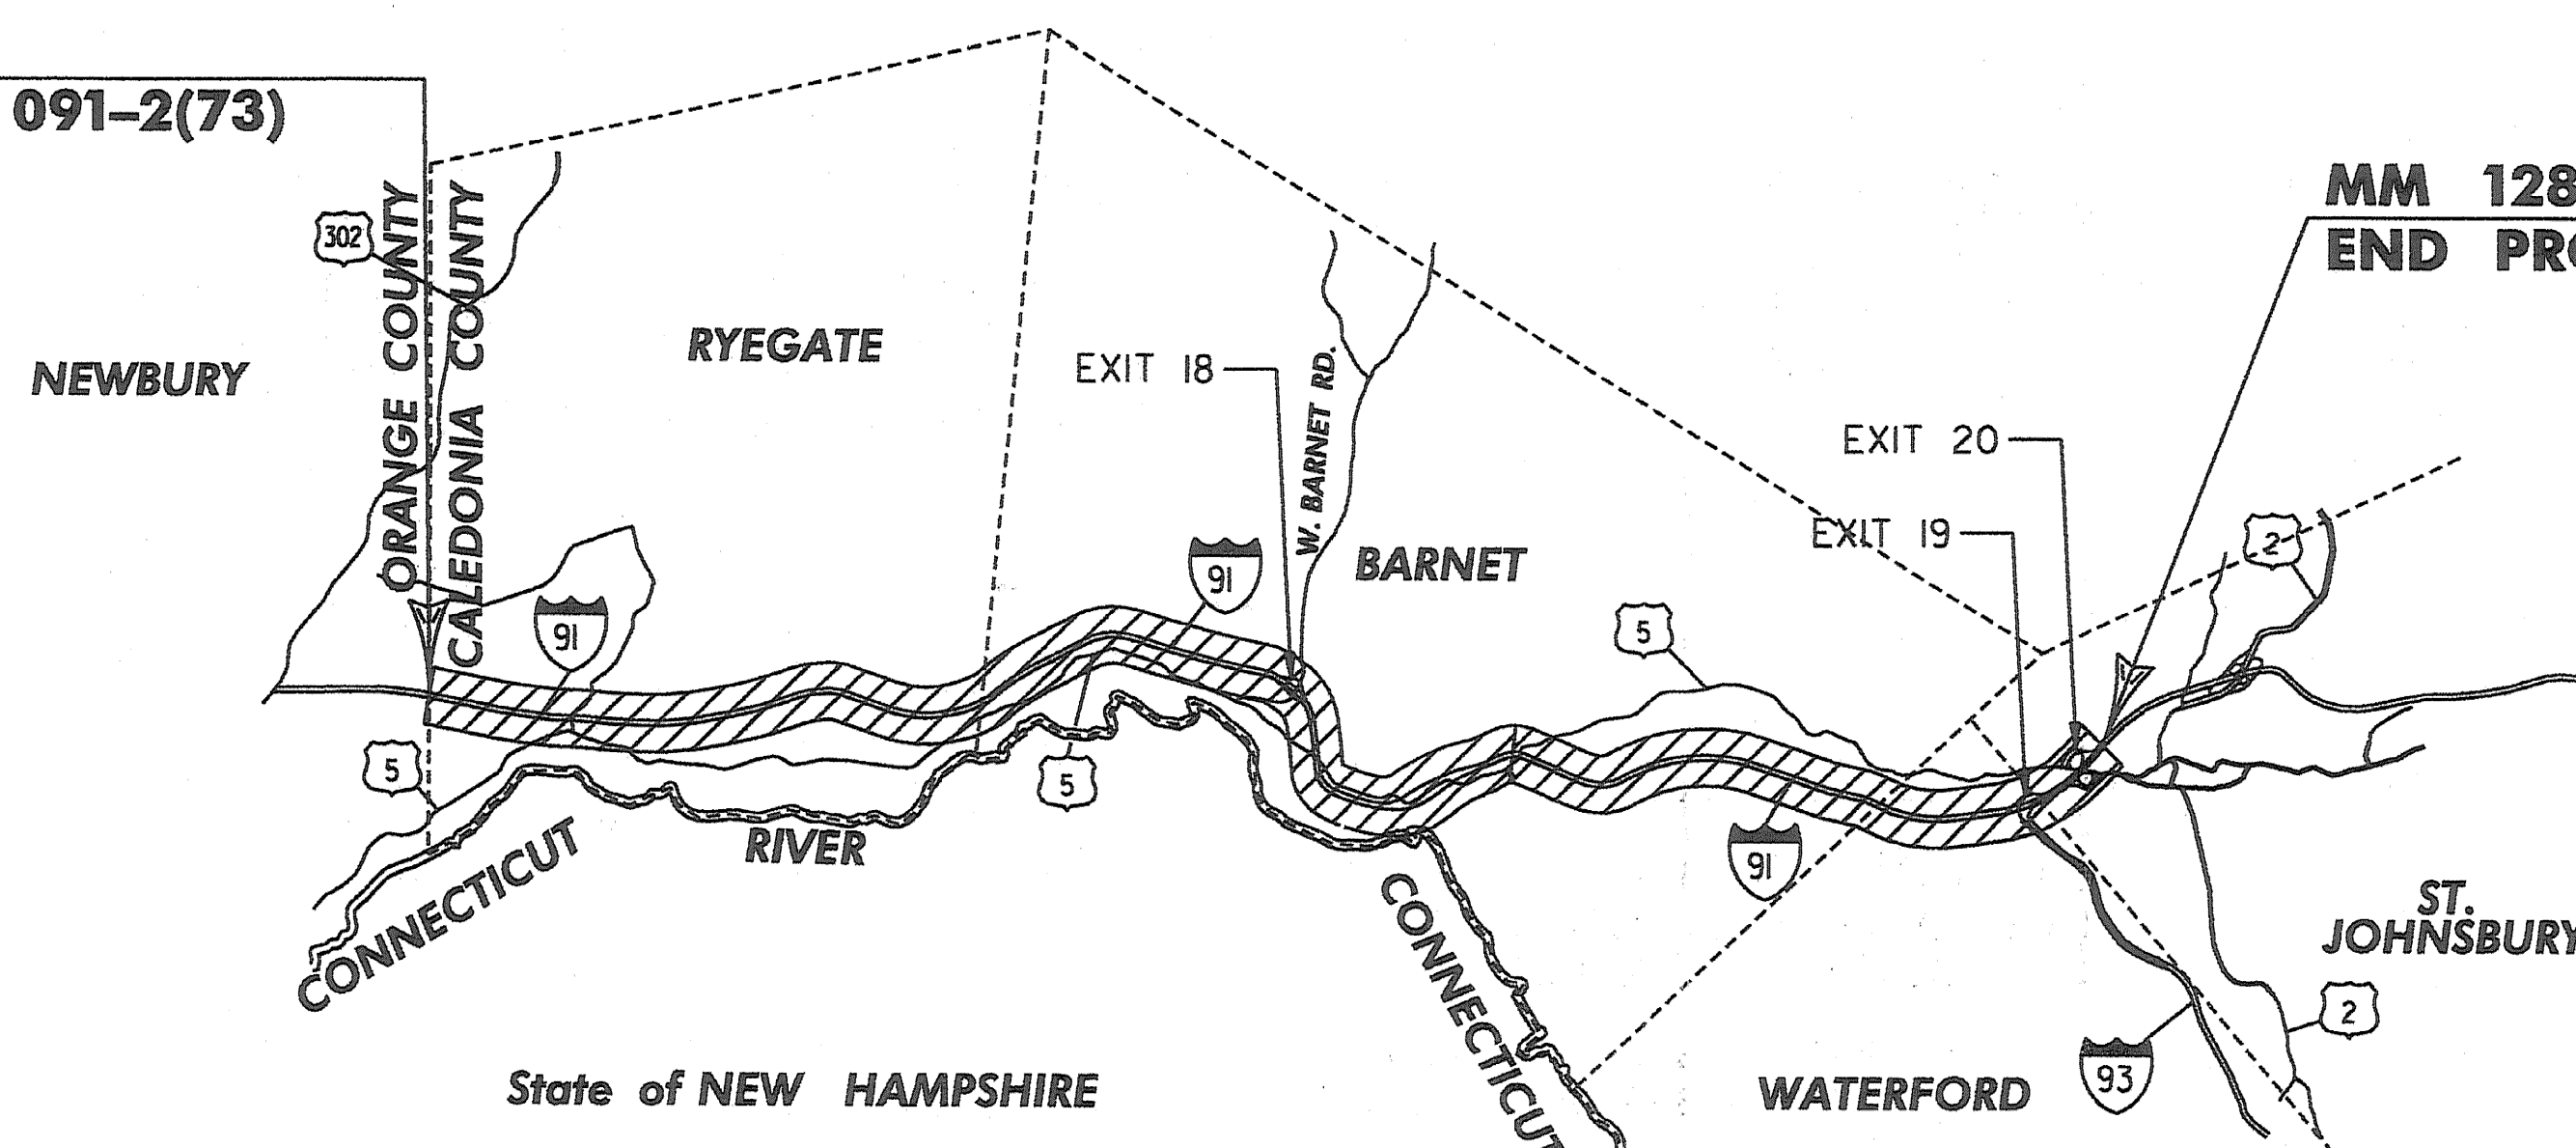 091-2(73)
MM 128
END PRO
302
ORANGE COUNTY
CALEDONIA COUNTY
NEWBURY
RYEGATE
EXIT 18
W. BARNET RD.
BARNET
EXIT 20
EXIT 19
2
91
91
5
5
5
91
CONNECTICUT
RIVER
CONNECTICUT
ST.
JOHNSBURY
2
State of NEW HAMPSHIRE
WATERFORD
93